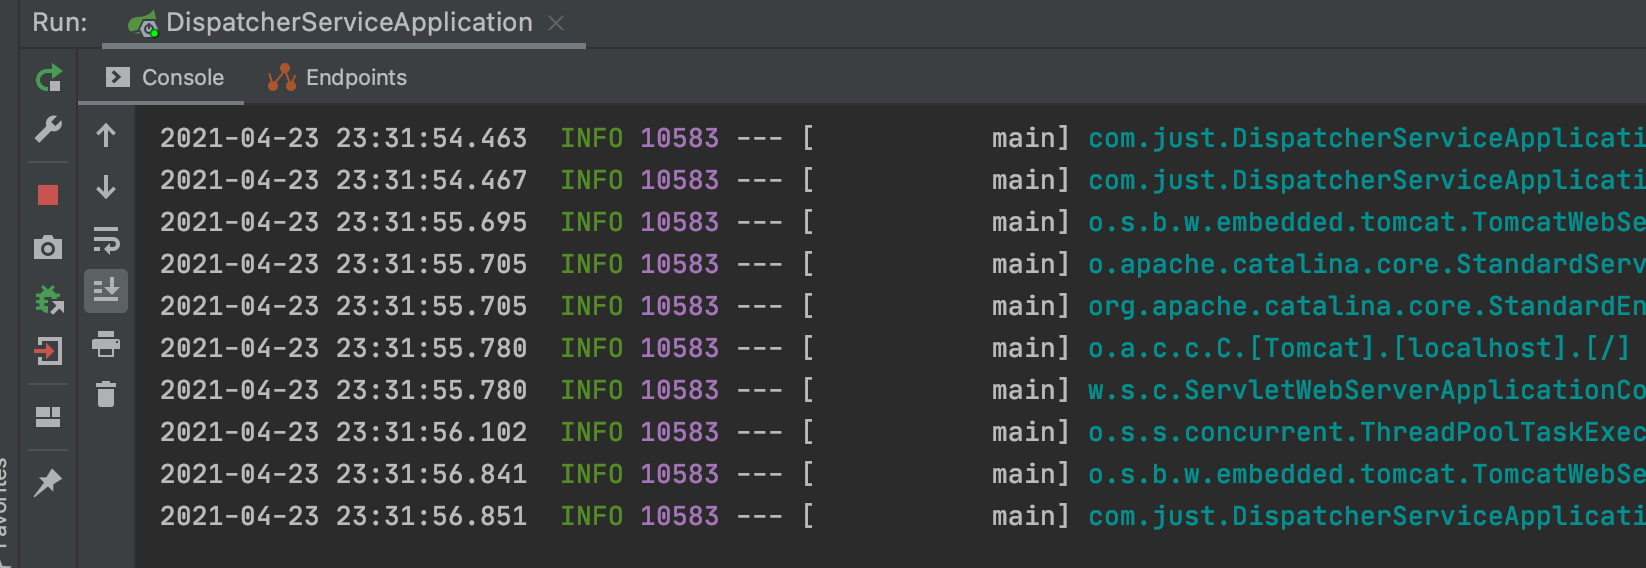 Run: DispatcherServiceApplication
Console Endpoints
2021-04-23 23:31:54.463  INFO 10583 --- [           main] com.just.DispatcherServiceApplicati
2021-04-23 23:31:54.467  INFO 10583 --- [           main] com.just.DispatcherServiceApplicati
2021-04-23 23:31:55.695  INFO 10583 --- [           main] o.s.b.w.embedded.tomcat.TomcatWebSe
2021-04-23 23:31:55.705  INFO 10583 --- [           main] o.apache.catalina.core.StandardServ
2021-04-23 23:31:55.705  INFO 10583 --- [           main] org.apache.catalina.core.StandardEn
2021-04-23 23:31:55.780  INFO 10583 --- [           main] o.a.c.c.C.[Tomcat].[localhost].[/]
2021-04-23 23:31:55.780  INFO 10583 --- [           main] w.s.c.ServletWebServerApplicationCo
2021-04-23 23:31:56.102  INFO 10583 --- [           main] o.s.s.concurrent.ThreadPoolTaskExec
2021-04-23 23:31:56.841  INFO 10583 --- [           main] o.s.b.w.embedded.tomcat.TomcatWebSe
2021-04-23 23:31:56.851  INFO 10583 --- [           main] com.just.DispatcherServiceApplicati
Favorites